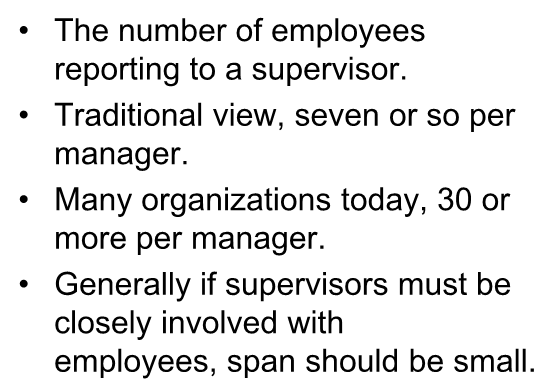 • The number of employees
reporting to a supervisor.
• Traditional view, seven or so per
manager.
• Many organizations today, 30 or
more per manager.
• Generally if supervisors must be
closely involved with
employees, span should be small.